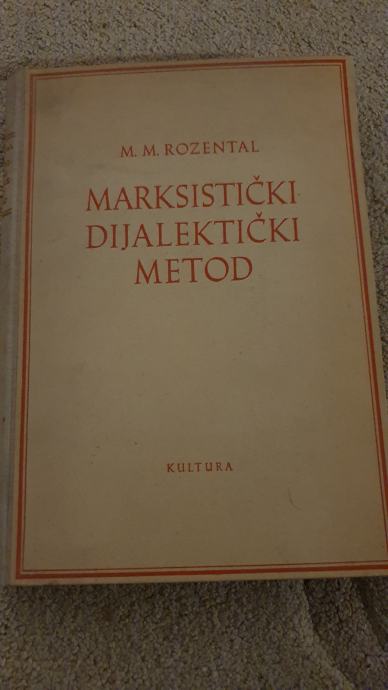 M. M. ROZENTAL
MARKSISTIČKI
DIJALEKTIČKI
METOD
KULTURA